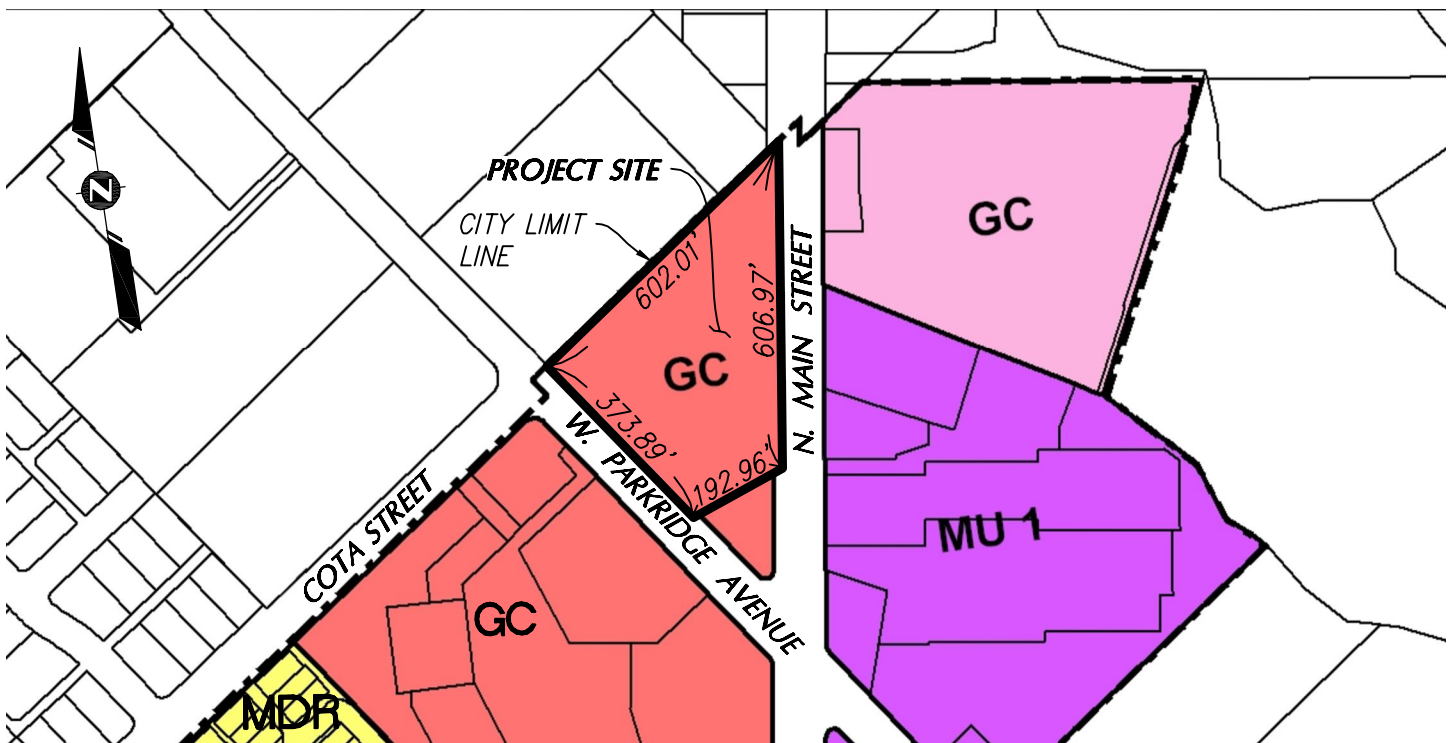 N
PROJECT SITE
CITY LIMIT
LINE
602.01'
606.97'
N. MAIN STREET
GC
GC
373.89'
192.96'
W. PARKRIDGE AVENUE
COTA STREET
GC
MU 1
MDR